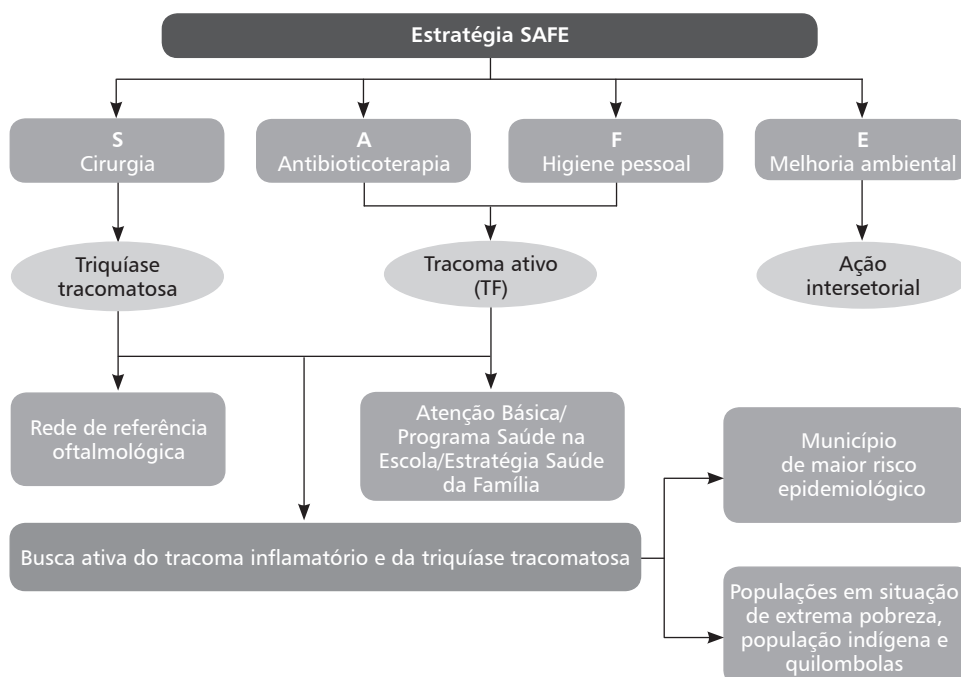 Estratégia SAFE
S
Cirurgia
A
Antibioticoterapia
F
Higiene pessoal
E
Melhoria ambiental
Triquíase
tracomatosa
Tracoma ativo
(TF)
Ação
intersetorial
Rede de referência
oftalmológica
Atenção Básica/
Programa Saúde na
Escola/Estratégia Saúde
da Família
Município
de maior risco
epidemiológico
Busca ativa do tracoma inflamatório e da triquíase tracomatosa
Populações em situação
de extrema pobreza,
população indígena e
quilombolas